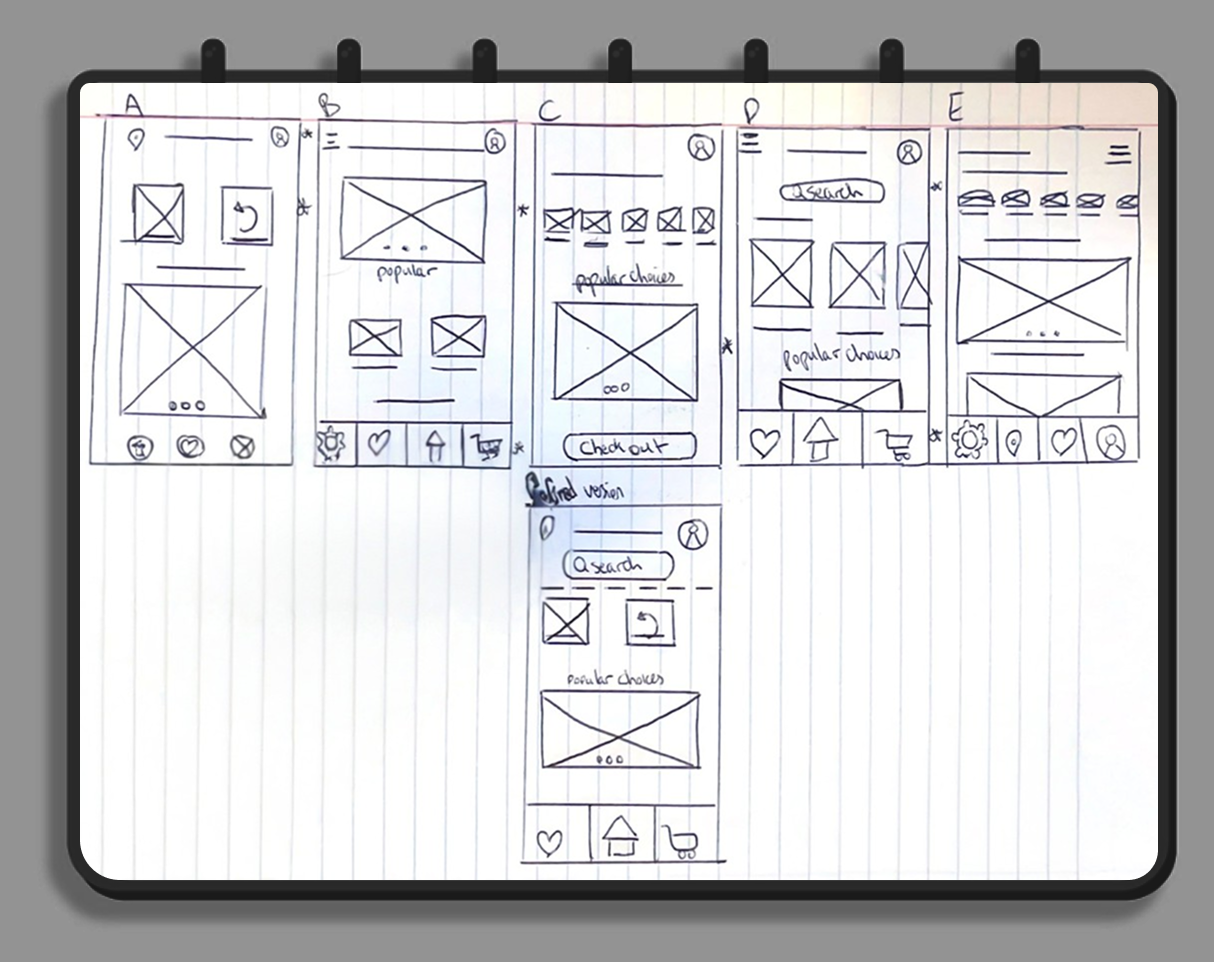 A
B
C
D
E
search
popular
popular choices
popular choices
Check out
Refined version
search
popular choices